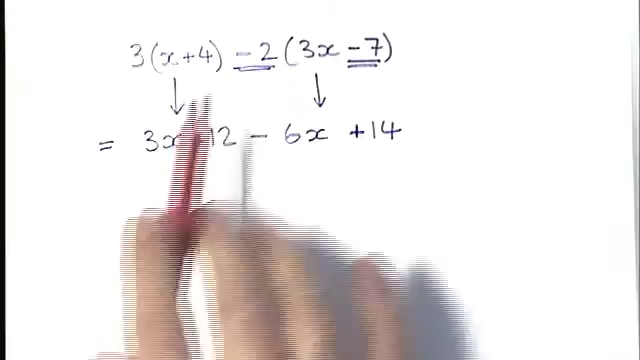 3(x+4) -2(3x -7)
= 3x 12 - 6x +14